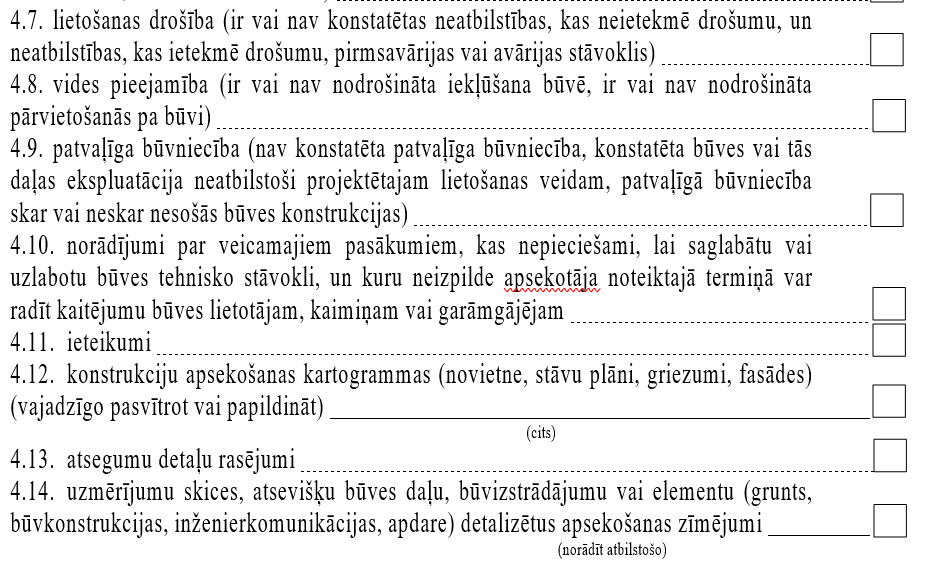 4.7. lietošanas drošība (ir vai nav konstatētas neatbilstības, kas neietekmē drošumu, un
neatbilstības, kas ietekmē drošumu, pirmsavārijas vai avārijas stāvoklis)
4.8. vides pieejamība (ir vai nav nodrošināta iekļūšana būvē, ir vai nav nodrošināta
pārvietošanās pa būvi)
4.9. patvaļīga būvniecība (nav konstatēta patvaļīga būvniecība, konstatēta būves vai tās
daļas ekspluatācija neatbilstoši projektētajam lietošanas veidam, patvaļīgā būvniecība
skar vai neskar nesošās būves konstrukcijas)
4.10. norādījumi par veicamajiem pasākumiem, kas nepieciešami, lai saglabātu vai
uzlabotu būves tehnisko stāvokli, un kuru neizpilde apsekotāja noteiktajā termiņā var
radīt kaitējumu būves lietotājam, kaimiņam vai garāmgājējam
4.11. ieteikumi
4.12. konstrukciju apsekošanas kartogrammas (novietne, stāvu plāni, griezumi, fasādes)
(vajadzīgo pasvītrot vai papildināt)
(cits)
4.13. atsegumu detaļu rasējumi
4.14. uzmērījumu skices, atsevišķu būves daļu, būvizstrādājumu vai elementu (grunts,
būvkonstrukcijas, inženierkomunikācijas, apdare) detalizētus apsekošanas zīmējumi
(norādīt atbilstošo)